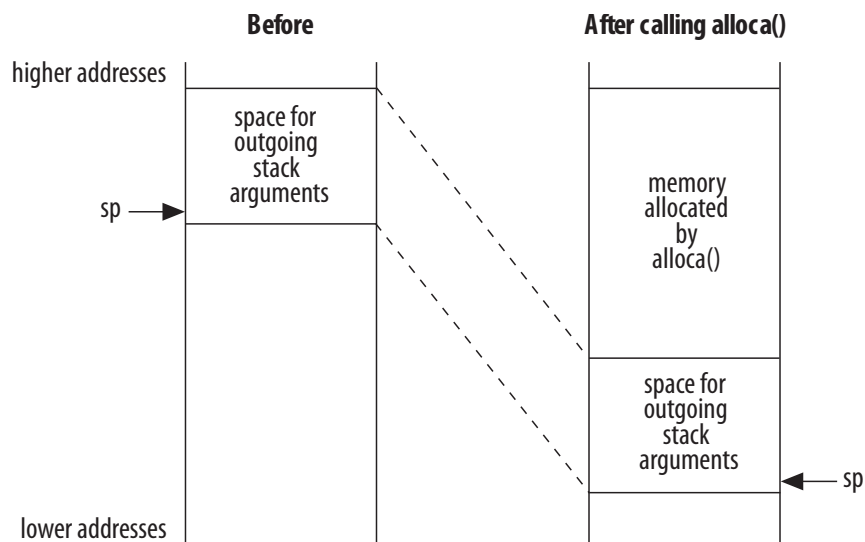 Before
After calling alloca()
higher addresses
space for
outgoing
stack
arguments
sp
memory
allocated
by
alloca()
space for
outgoing
stack
arguments
sp
lower addresses